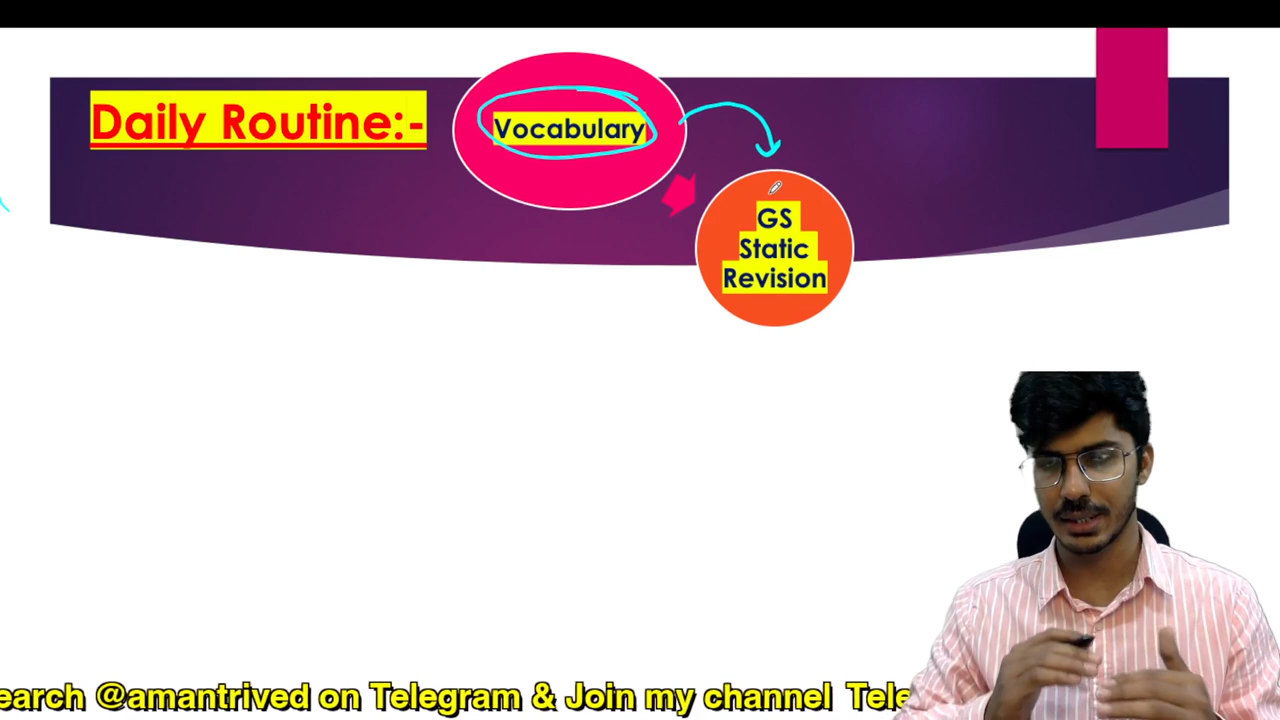 Daily Routine:-
Vocabulary
GS
Static
Revision
earch @amantrived on Telegram & Join my channel Tele